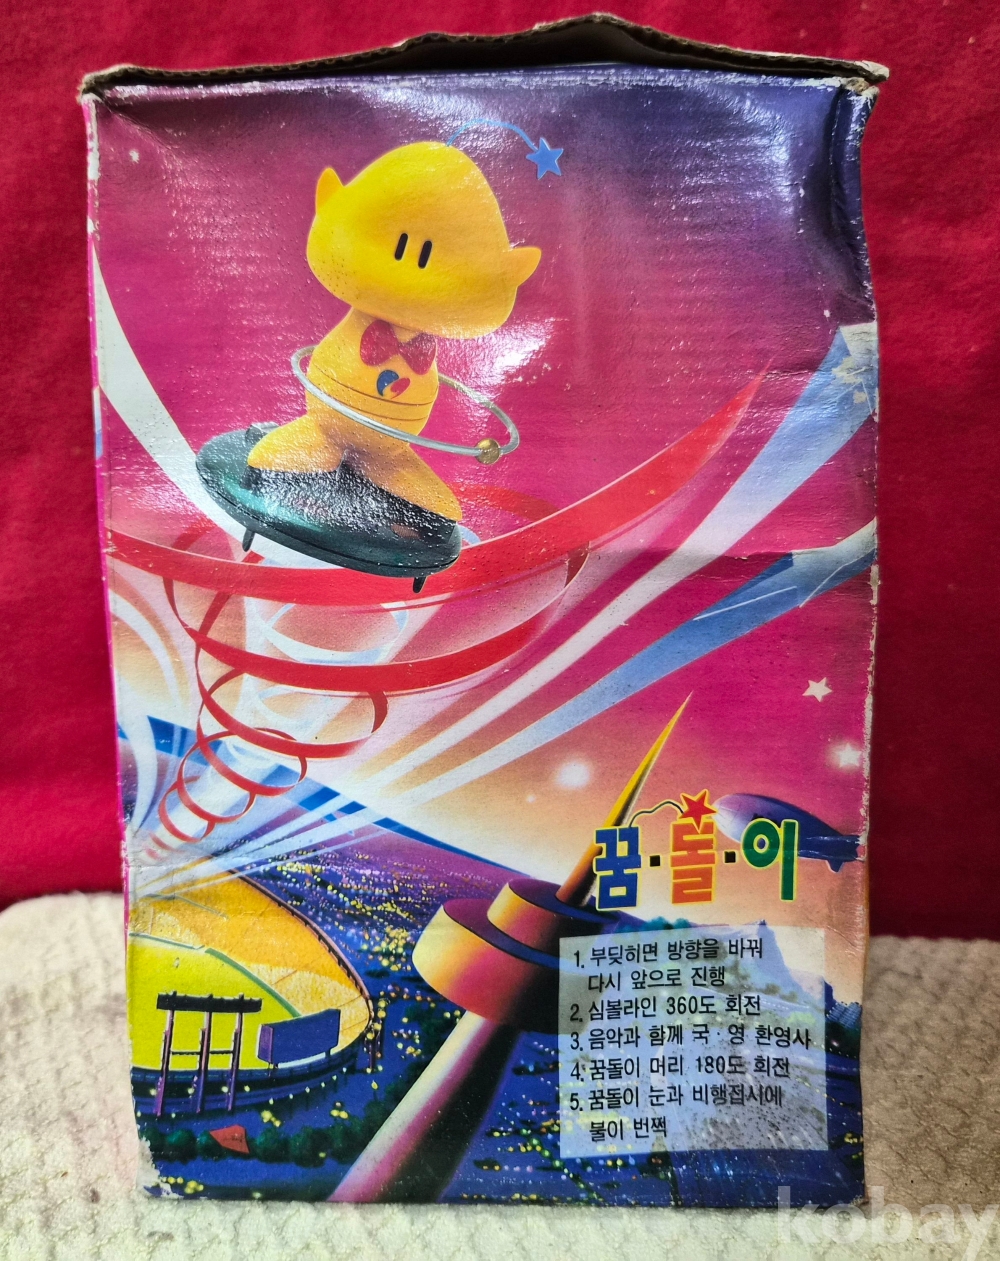 꿈·돌·이
1. 부딪히면 방향을 바꿔
다시 앞으로 진행
2. 심볼라인 360도 회전
3. 음악과 함께 국·영 환영사
4. 꿈돌이 머리 180도 회전
5. 꿈돌이 눈과 비행접시에
불이 번쩍
kobay